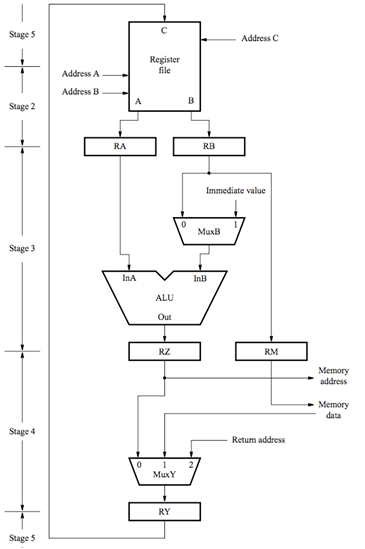 Stage 5
C
Address C
Register
file
Address A
Address B
Stage 2
A
B
RA
RB
Immediate value
0
1
MuxB
Stage 3
InA
InB
ALU
Out
RZ
RM
Memory
address
Memory
data
Stage 4
Return address
0
1
2
MuxY
RY
Stage 5